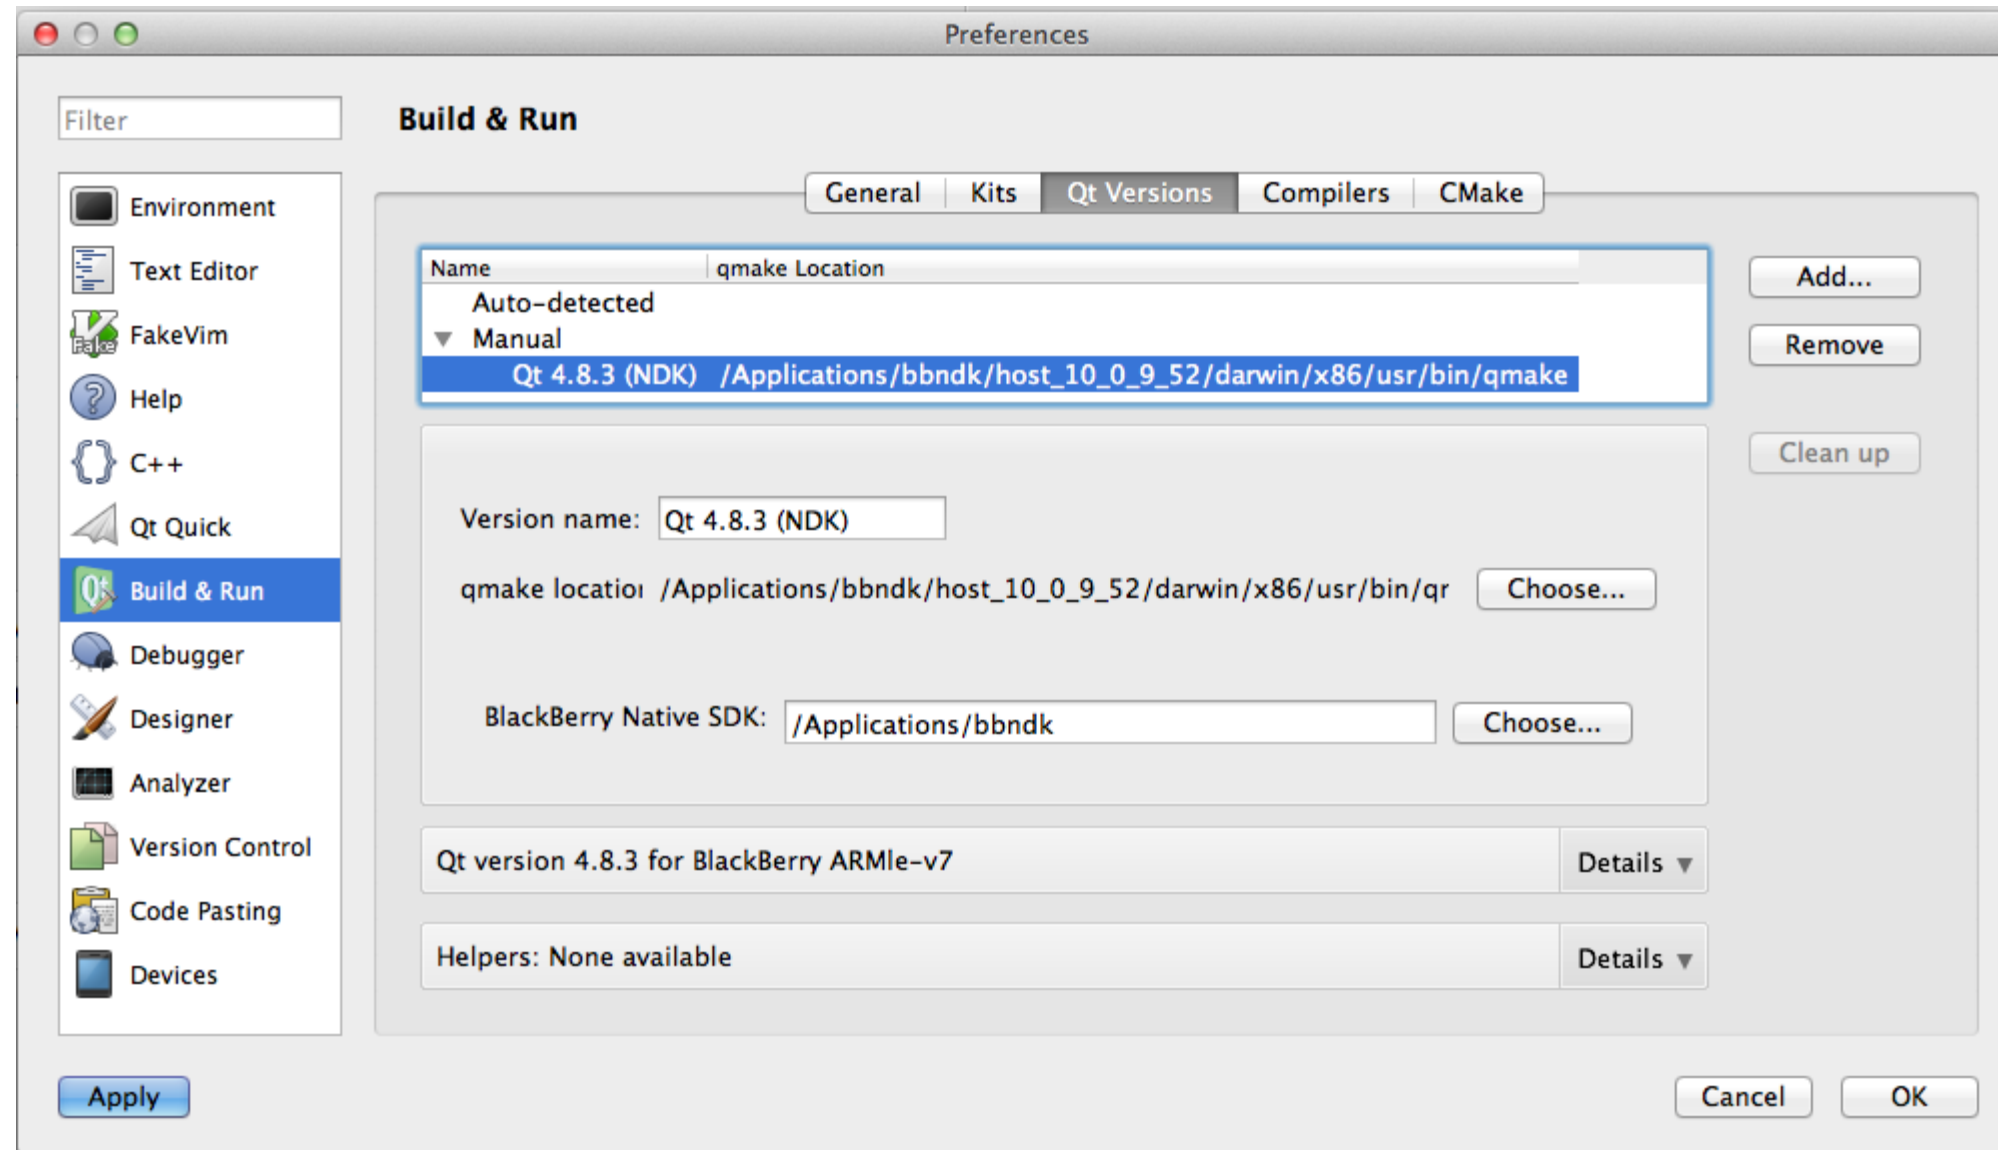 Preferences
Filter
Build & Run
Environment
Text Editor
Fake
FakeVim
Help
C++
Qt Quick
Build & Run
Debugger
Designer
Analyzer
Version Control
Code Pasting
Devices
General Kits Qt Versions Compilers CMake
Name qmake Location
Auto-detected
Manual
Qt 4.8.3 (NDK) /Applications/bbndk/host_10_0_9_52/darwin/x86/usr/bin/qmake
Add...
Remove
Clean up
Version name: Qt 4.8.3 (NDK)
qmake location /Applications/bbndk/host_10_0_9_52/darwin/x86/usr/bin/qr Choose...
BlackBerry Native SDK: /Applications/bbndk Choose...
Qt version 4.8.3 for BlackBerry ARMle-v7 Details
Helpers: None available Details
Apply Cancel OK